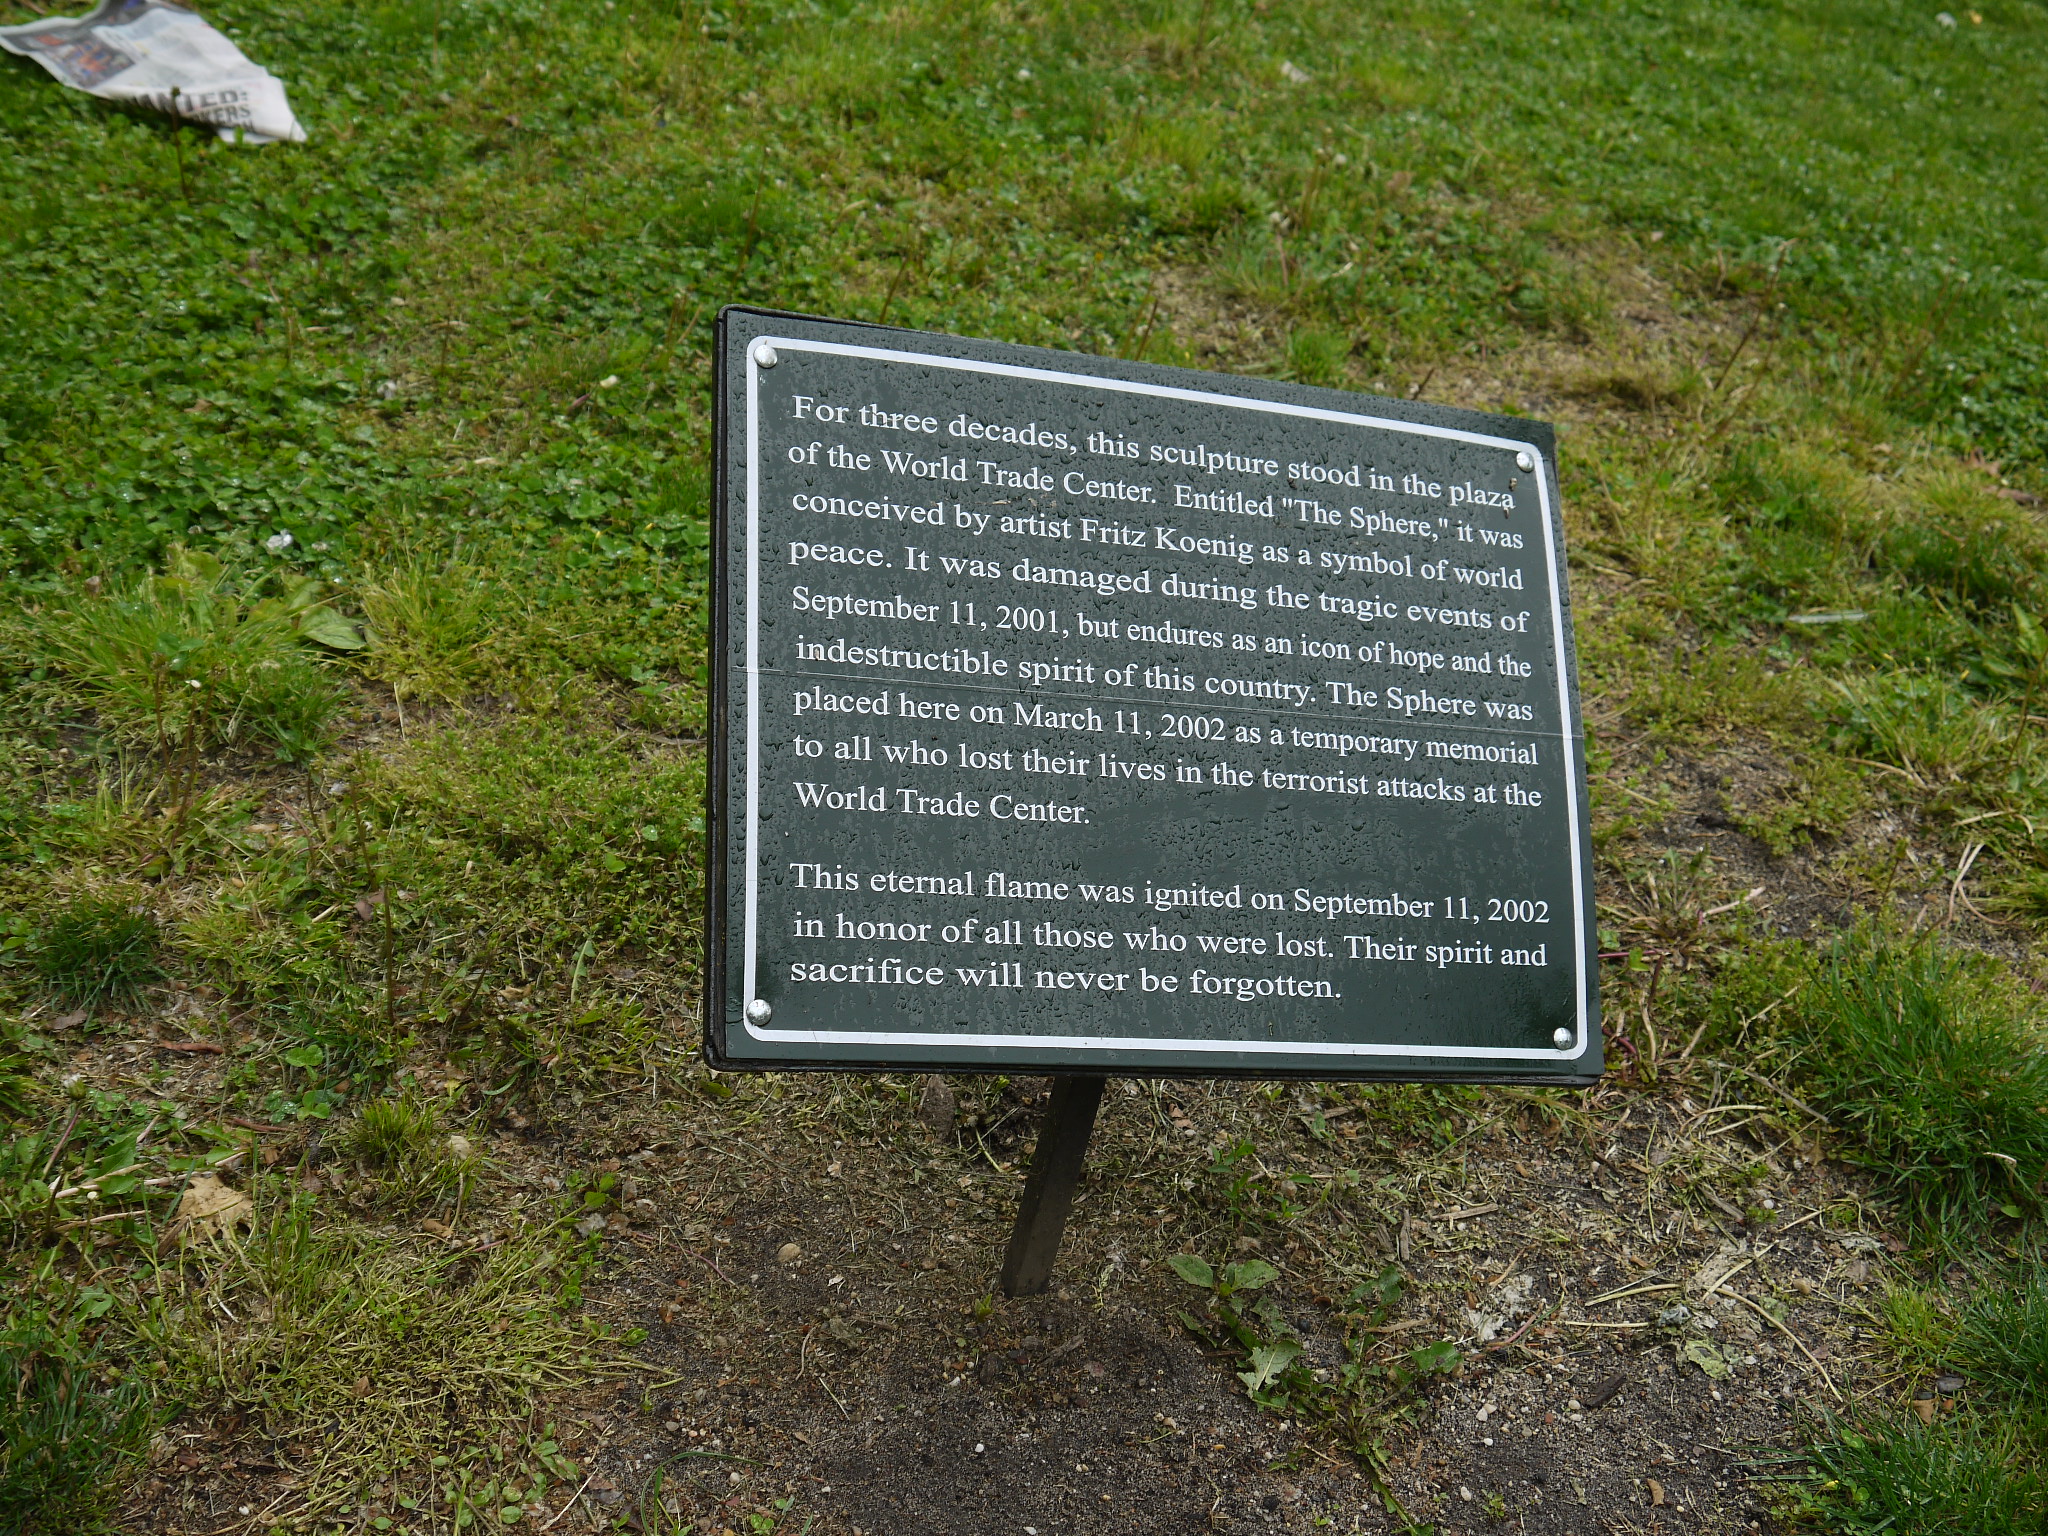 WANTED:
For three decades, this sculpture stood in the plaza
of the World Trade Center.  Entitled "The Sphere," it was
conceived by artist Fritz Koenig as a symbol of world
peace. It was damaged during the tragic events of
September 11, 2001, but endures as an icon of hope and the
indestructible spirit of this country. The Sphere was
placed here on March 11, 2002 as a temporary memorial
to all who lost their lives in the terrorist attacks at the
World Trade Center.
This eternal flame was ignited on September 11, 2002
in honor of all those who were lost. Their spirit and
sacrifice will never be forgotten.